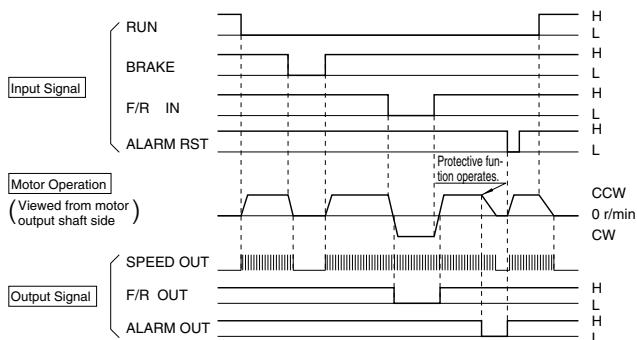 RUN
H
L
BRAKE
H
L
Input Signal
F/R IN
H
L
ALARM RST
H
L
Protective fun-
tion operates.
Motor Operation
(Viewed from motor
output shaft side)
CCW
0 r/min
CW
SPEED OUT
Output Signal
F/R OUT
H
L
ALARM OUT
H
L